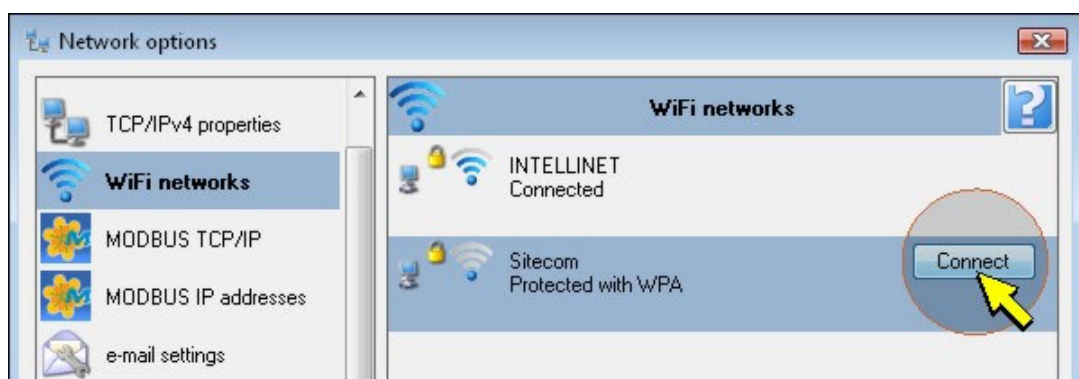 Network options
TCP/IPv4 properties
WiFi networks
MODBUS TCP/IP
MODBUS IP addresses
e-mail settings
WiFi networks
INTELLINET
Connected
Sitecom
Protected with WPA
Connect